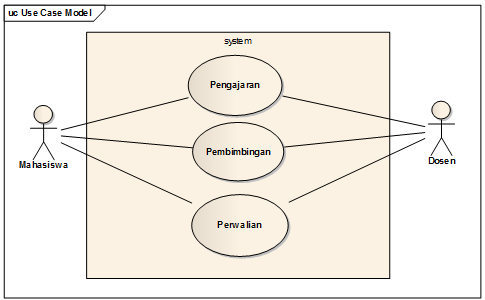 uc Use Case Model
system
Pengajaran
Pembimbingan
Perwalian
Mahasiswa
Dosen